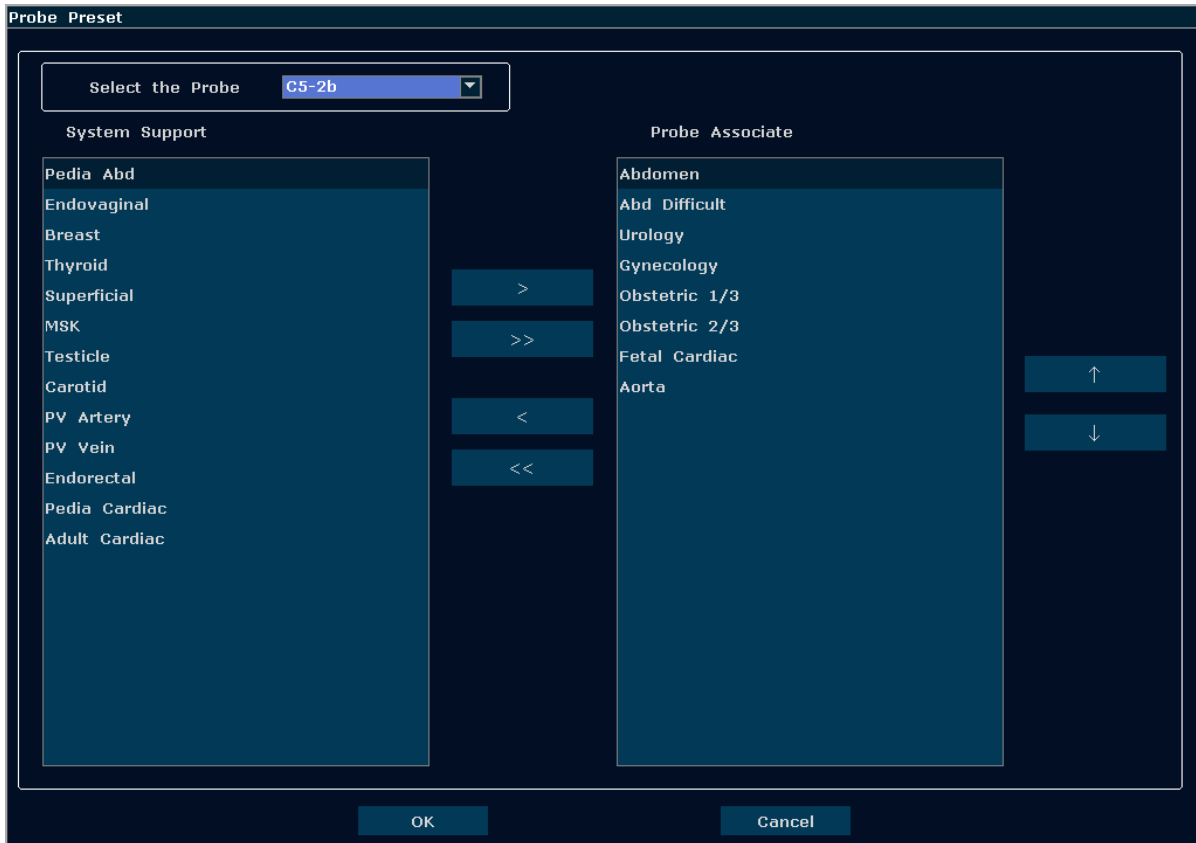 Probe Preset
Select the Probe C5-2b
System Support
Pedia Abd
Endovaginal
Breast
Thyroid
Superficial
MSK
Testicle
Carotid
PV Artery
PV Vein
Endorectal
Pedia Cardiac
Adult Cardiac
>
>>
<
<<
Probe Associate
Abdomen
Abd Difficult
Urology
Gynecology
Obstetric 1/3
Obstetric 2/3
Fetal Cardiac
Aorta
↑
↓
OK
Cancel